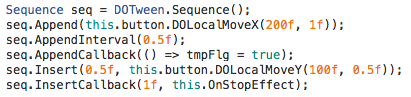 Sequence seq = DOTween.Sequence();
seq.Append(this.button.DOLocalMoveX(200f, 1f));
seq.AppendInterval(0.5f);
seq.AppendCallback(() => tmpFlg = true);
seq.Insert(0.5f, this.button.DOLocalMoveY(100f, 0.5f));
seq.InsertCallback(1f, this.OnStopEffect);